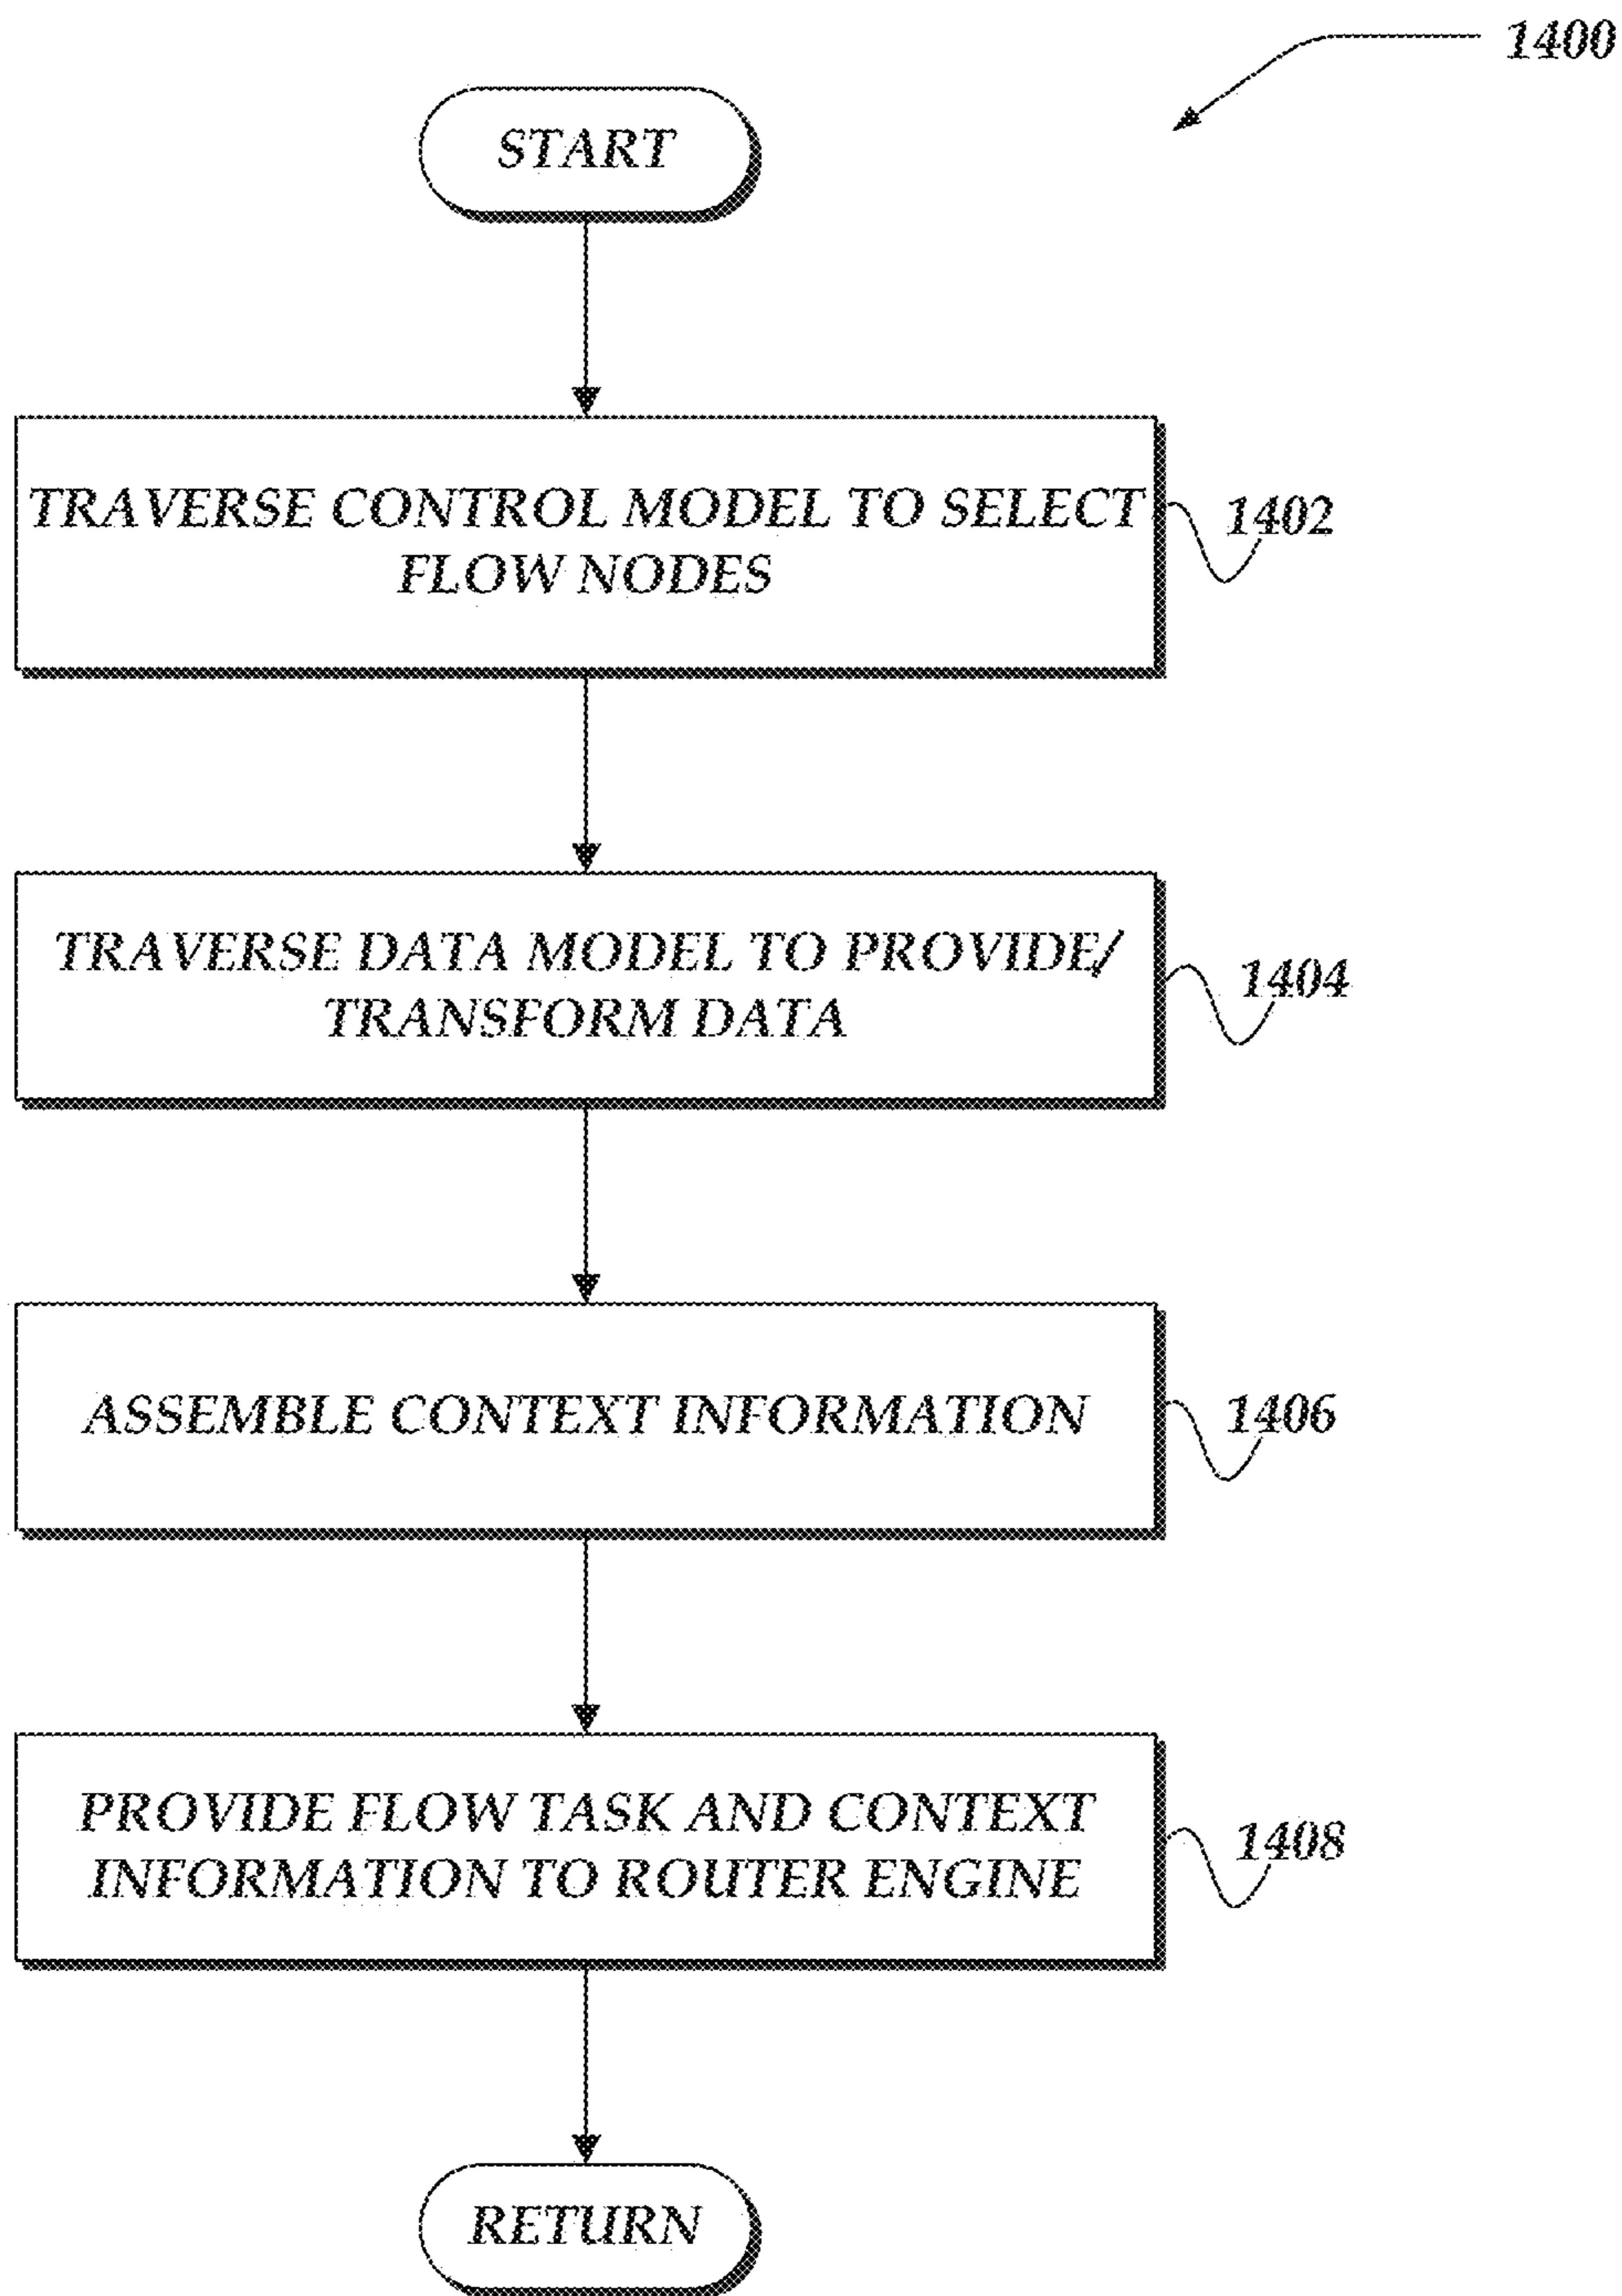 1400
START
TRAVERSE CONTROL MODEL TO SELECT
FLOW NODES
1402
TRAVERSE DATA MODEL TO PROVIDE/
TRANSFORM DATA
1404
ASSEMBLE CONTEXT INFORMATION
1406
PROVIDE FLOW TASK AND CONTEXT
INFORMATION TO ROUTER ENGINE
1408
RETURN